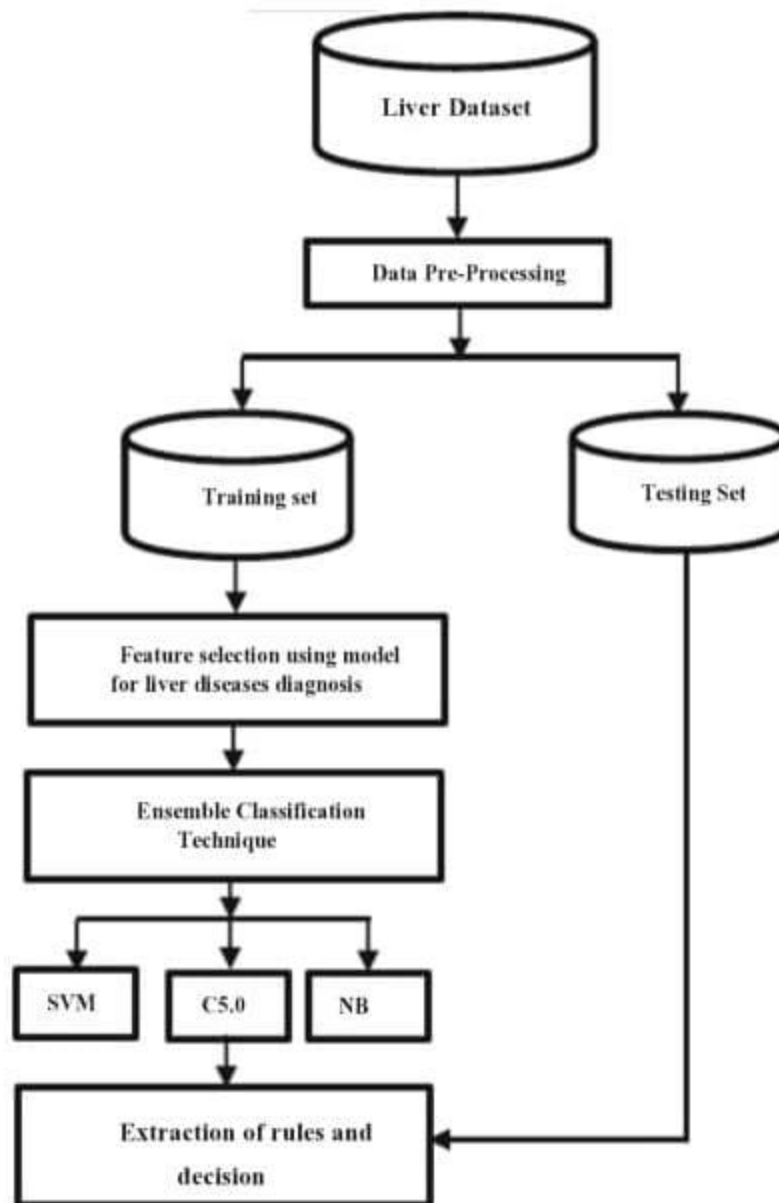 Liver Dataset
Data Pre-Processing
Training set
Testing Set
Feature selection using model
for liver diseases diagnosis
Ensemble Classification
Technique
SVM
C5.0
NB
Extraction of rules and
decision